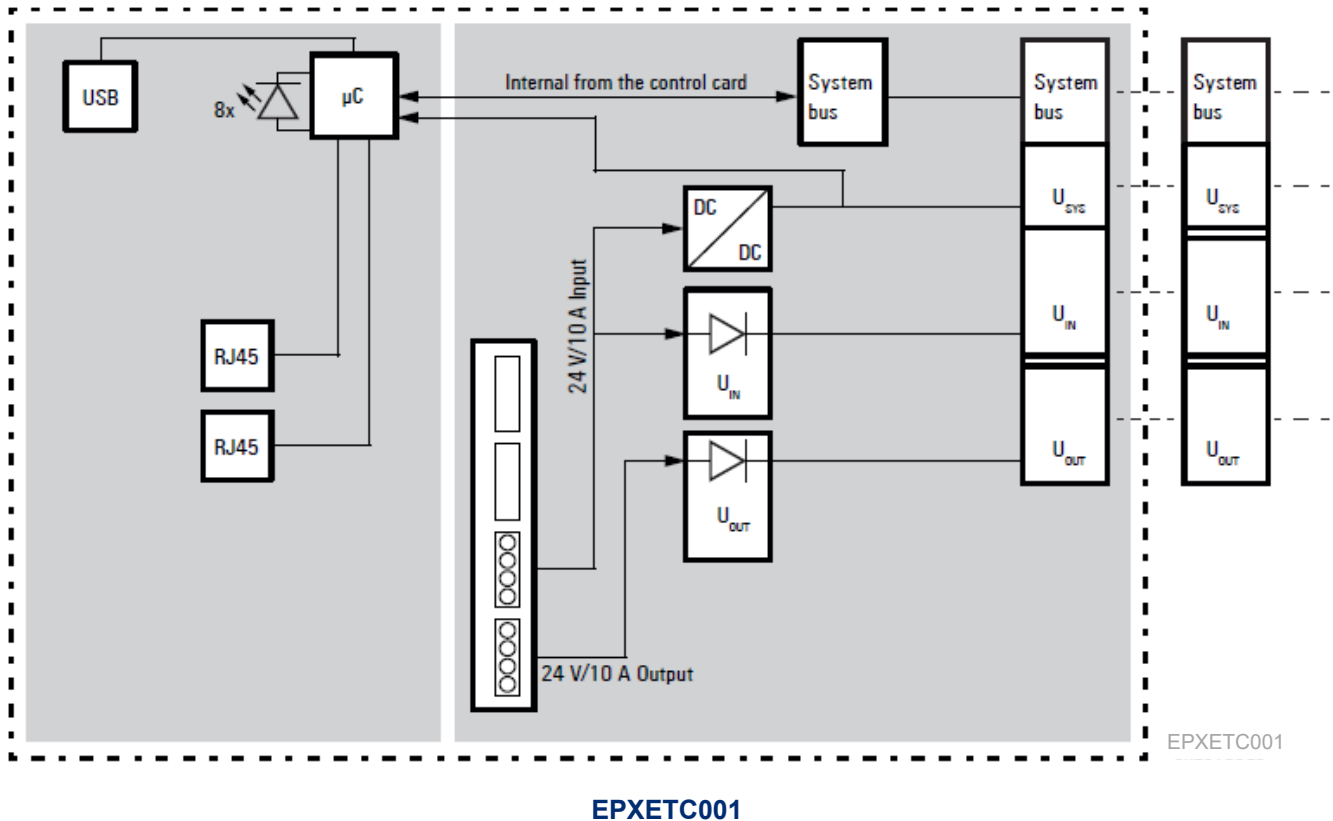 USB
8x
µC
Internal from the control card
System
bus
System
bus
System
bus
DC
DC
U_SYS
U_SYS
24 V/10 A Input
U_IN
U_IN
U_IN
RJ45
RJ45
U_OUT
U_OUT
U_OUT
24 V/10 A Output
EPXETC001
EPXETC001